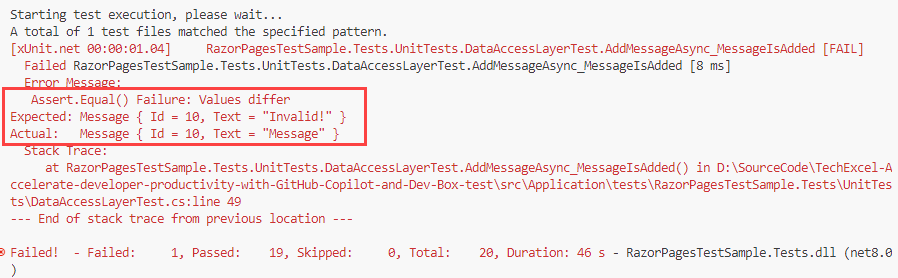 Starting test execution, please wait...
A total of 1 test files matched the specified pattern.
[xUnit.net 00:00:01.04]     RazorPagesTestSample.Tests.UnitTests.DataAccessLayerTest.AddMessageAsync_MessageIsAdded [FAIL]
  Failed RazorPagesTestSample.Tests.UnitTests.DataAccessLayerTest.AddMessageAsync_MessageIsAdded [8 ms]
  Error Message:
   Assert.Equal() Failure: Values differ
Expected: Message { Id = 10, Text = "Invalid!" }
Actual:   Message { Id = 10, Text = "Message" }
  Stack Trace:
     at RazorPagesTestSample.Tests.UnitTests.DataAccessLayerTest.AddMessageAsync_MessageIsAdded() in D:\SourceCode\TechExcel-A
ccelerate-developer-productivity-with-GitHub-Copilot-and-Dev-Box-test\src\Application\tests\RazorPagesTestSample.Tests\UnitTes
ts\DataAccessLayerTest.cs:line 49
--- End of stack trace from previous location ---
Failed!  - Failed:     1, Passed:    19, Skipped:     0, Total:    20, Duration: 46 s - RazorPagesTestSample.Tests.dll (net8.0
)